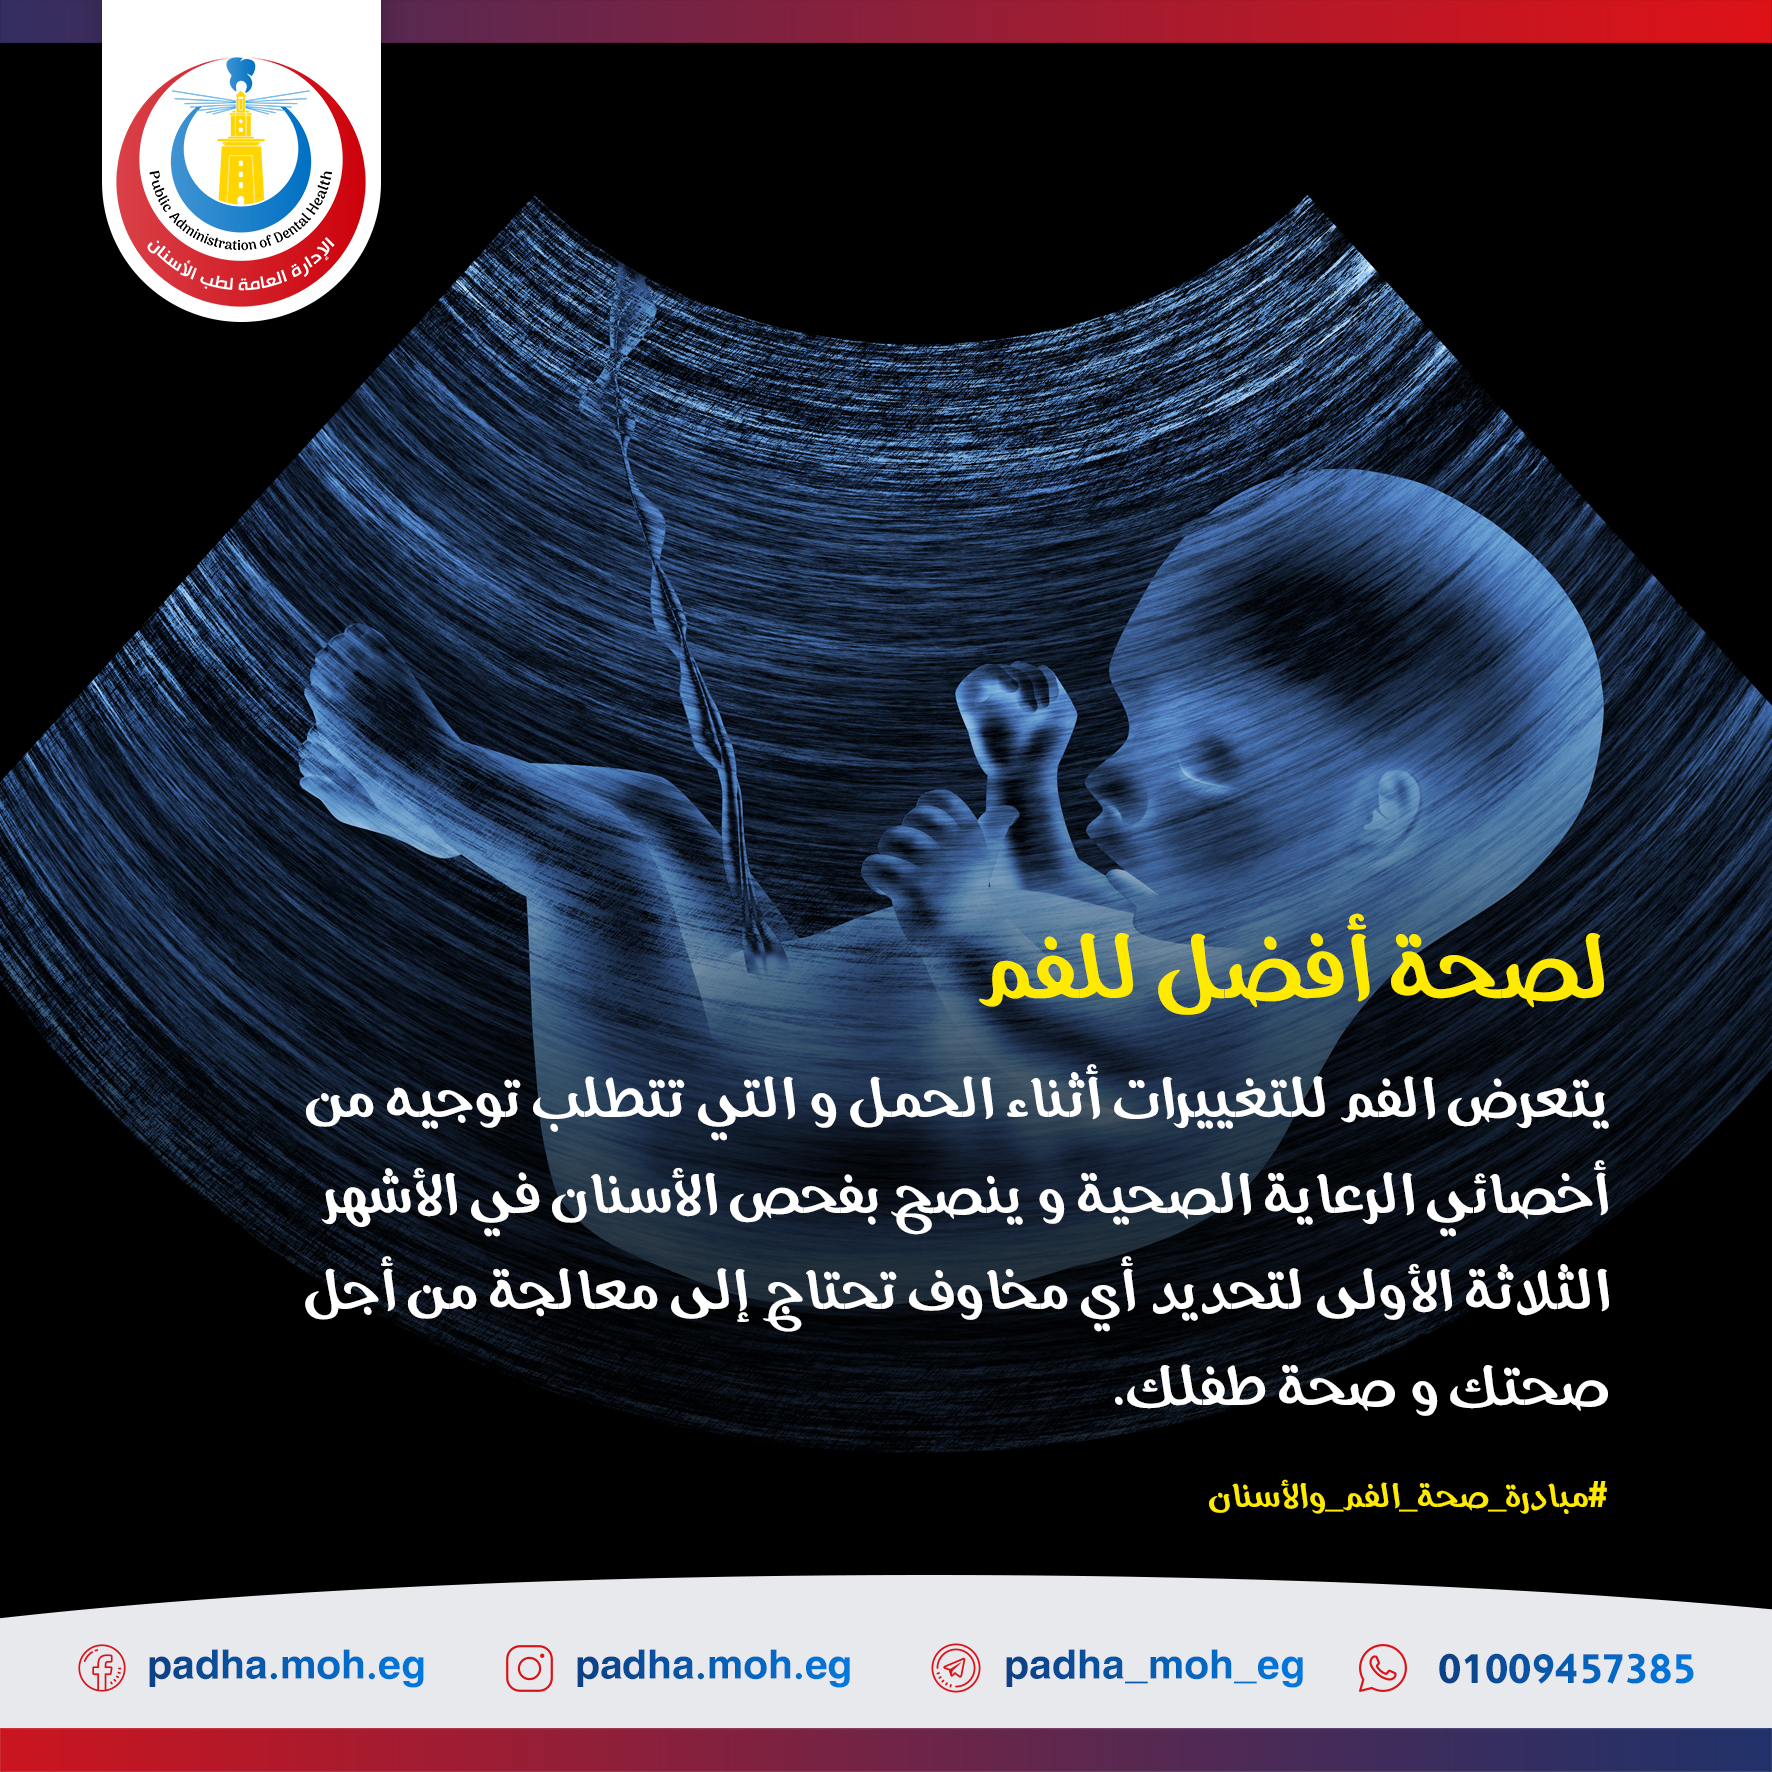 Public Administration of Dental Health
الإدارة العامة لطب الأسنان
لصحة أفضل للفم
يتعرض الفم للتغييرات أثناء الحمل و التي تتطلب توجيه من
أخصائي الرعاية الصحية و ينصح بفحص الأسنان في الأشهر
الثلاثة الأولى لتحديد أي مخاوف تحتاج إلى معالجة من أجل
صحتك و صحة طفلك.
#مبادرة_صحة_الفم_والأسنان
padha.moh.eg padha.moh.eg padha_moh_eg 01009457385